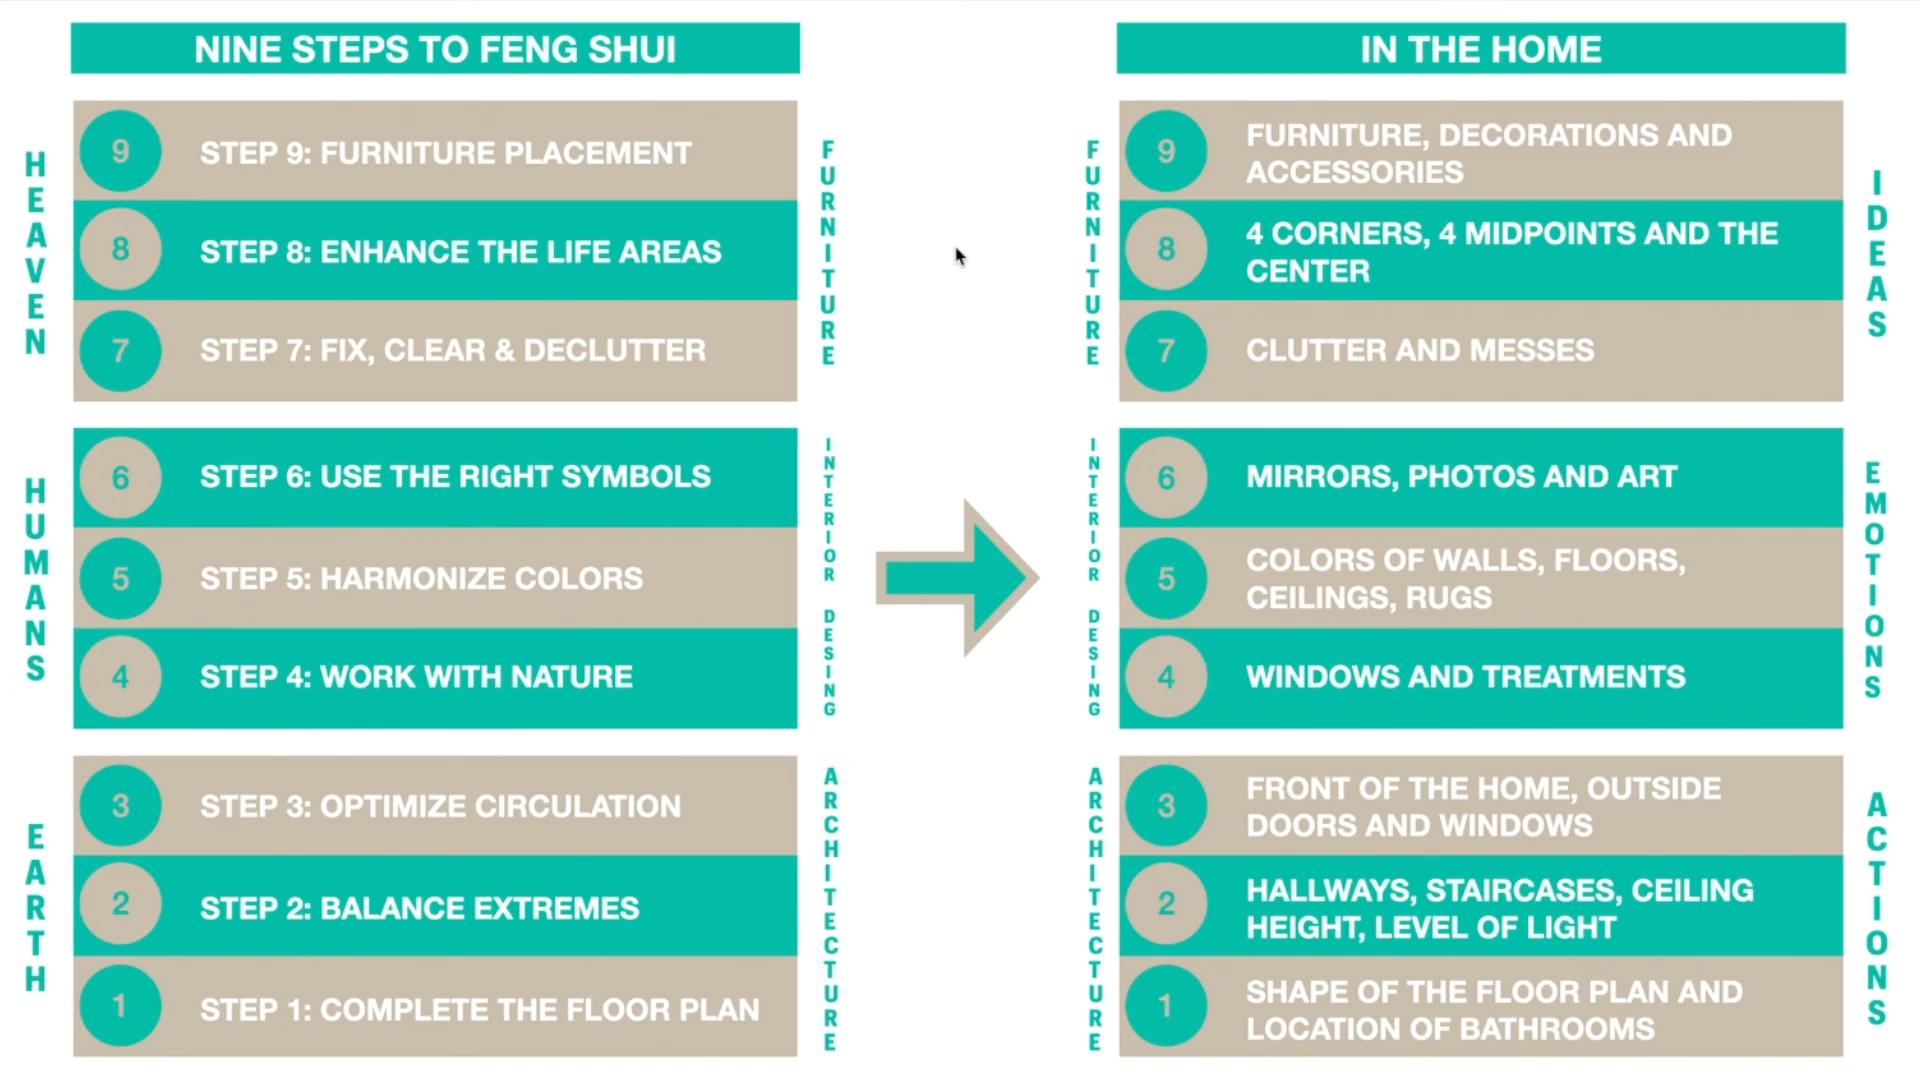 NINE STEPS TO FENG SHUI
HEAVEN
9 STEP 9: FURNITURE PLACEMENT
8 STEP 8: ENHANCE THE LIFE AREAS
7 STEP 7: FIX, CLEAR & DECLUTTER
FURNITURE
HUMANS
6 STEP 6: USE THE RIGHT SYMBOLS
5 STEP 5: HARMONIZE COLORS
4 STEP 4: WORK WITH NATURE
INTERIOR DESING
EARTH
3 STEP 3: OPTIMIZE CIRCULATION
2 STEP 2: BALANCE EXTREMES
1 STEP 1: COMPLETE THE FLOOR PLAN
ARCHITECTURE
IN THE HOME
FURNITURE
9 FURNITURE, DECORATIONS AND
ACCESSORIES
8 4 CORNERS, 4 MIDPOINTS AND THE
CENTER
7 CLUTTER AND MESSES
IDEAS
INTERIOR DESING
6 MIRRORS, PHOTOS AND ART
5 COLORS OF WALLS, FLOORS,
CEILINGS, RUGS
4 WINDOWS AND TREATMENTS
EMOTIONS
ARCHITECTURE
3 FRONT OF THE HOME, OUTSIDE
DOORS AND WINDOWS
2 HALLWAYS, STAIRCASES, CEILING
HEIGHT, LEVEL OF LIGHT
1 SHAPE OF THE FLOOR PLAN AND
LOCATION OF BATHROOMS
ACTIONS